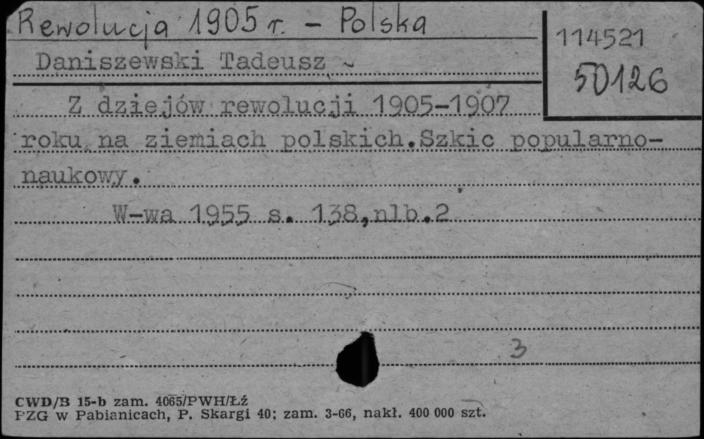 Rewolucja 1905 r. - Polska
114521
Daniszewski Tadeusz
50126
Z dziejów rewolucji 1905-1907
roku na ziemiach polskich.Szkic popularno-
naukowy.
W-wa 1955 s. 138,nlb.2
3
CWD/B 15-b zam. 4065/PWH/Łź
PZG w Pabianicach, P. Skargi 40; zam. 3-66, nakł. 400 000 szt.